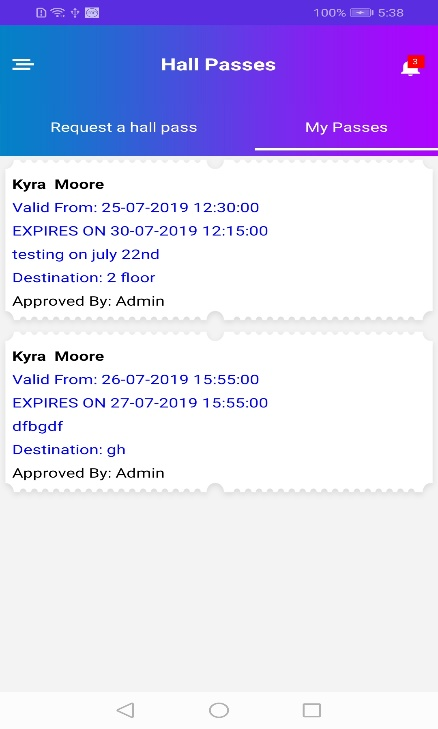 100% 5:38
Hall Passes
3
Request a hall pass
My Passes
Kyra Moore
Valid From: 25-07-2019 12:30:00
EXPIRES ON 30-07-2019 12:15:00
testing on july 22nd
Destination: 2 floor
Approved By: Admin
Kyra Moore
Valid From: 26-07-2019 15:55:00
EXPIRES ON 27-07-2019 15:55:00
dfbgdf
Destination: gh
Approved By: Admin